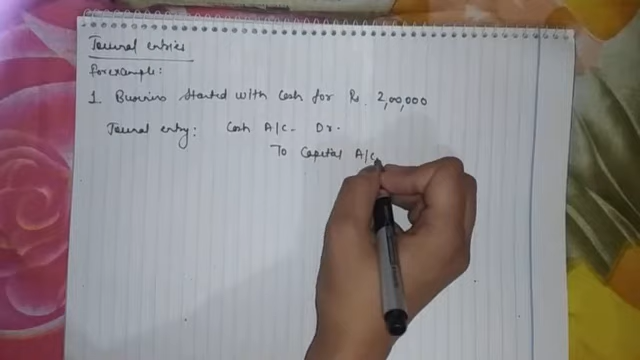 Journal entries
For example:
1 Business started with cash for Rs. 2,00,000
Journal entry: Cash A/C- Dr.
To Capital A/C